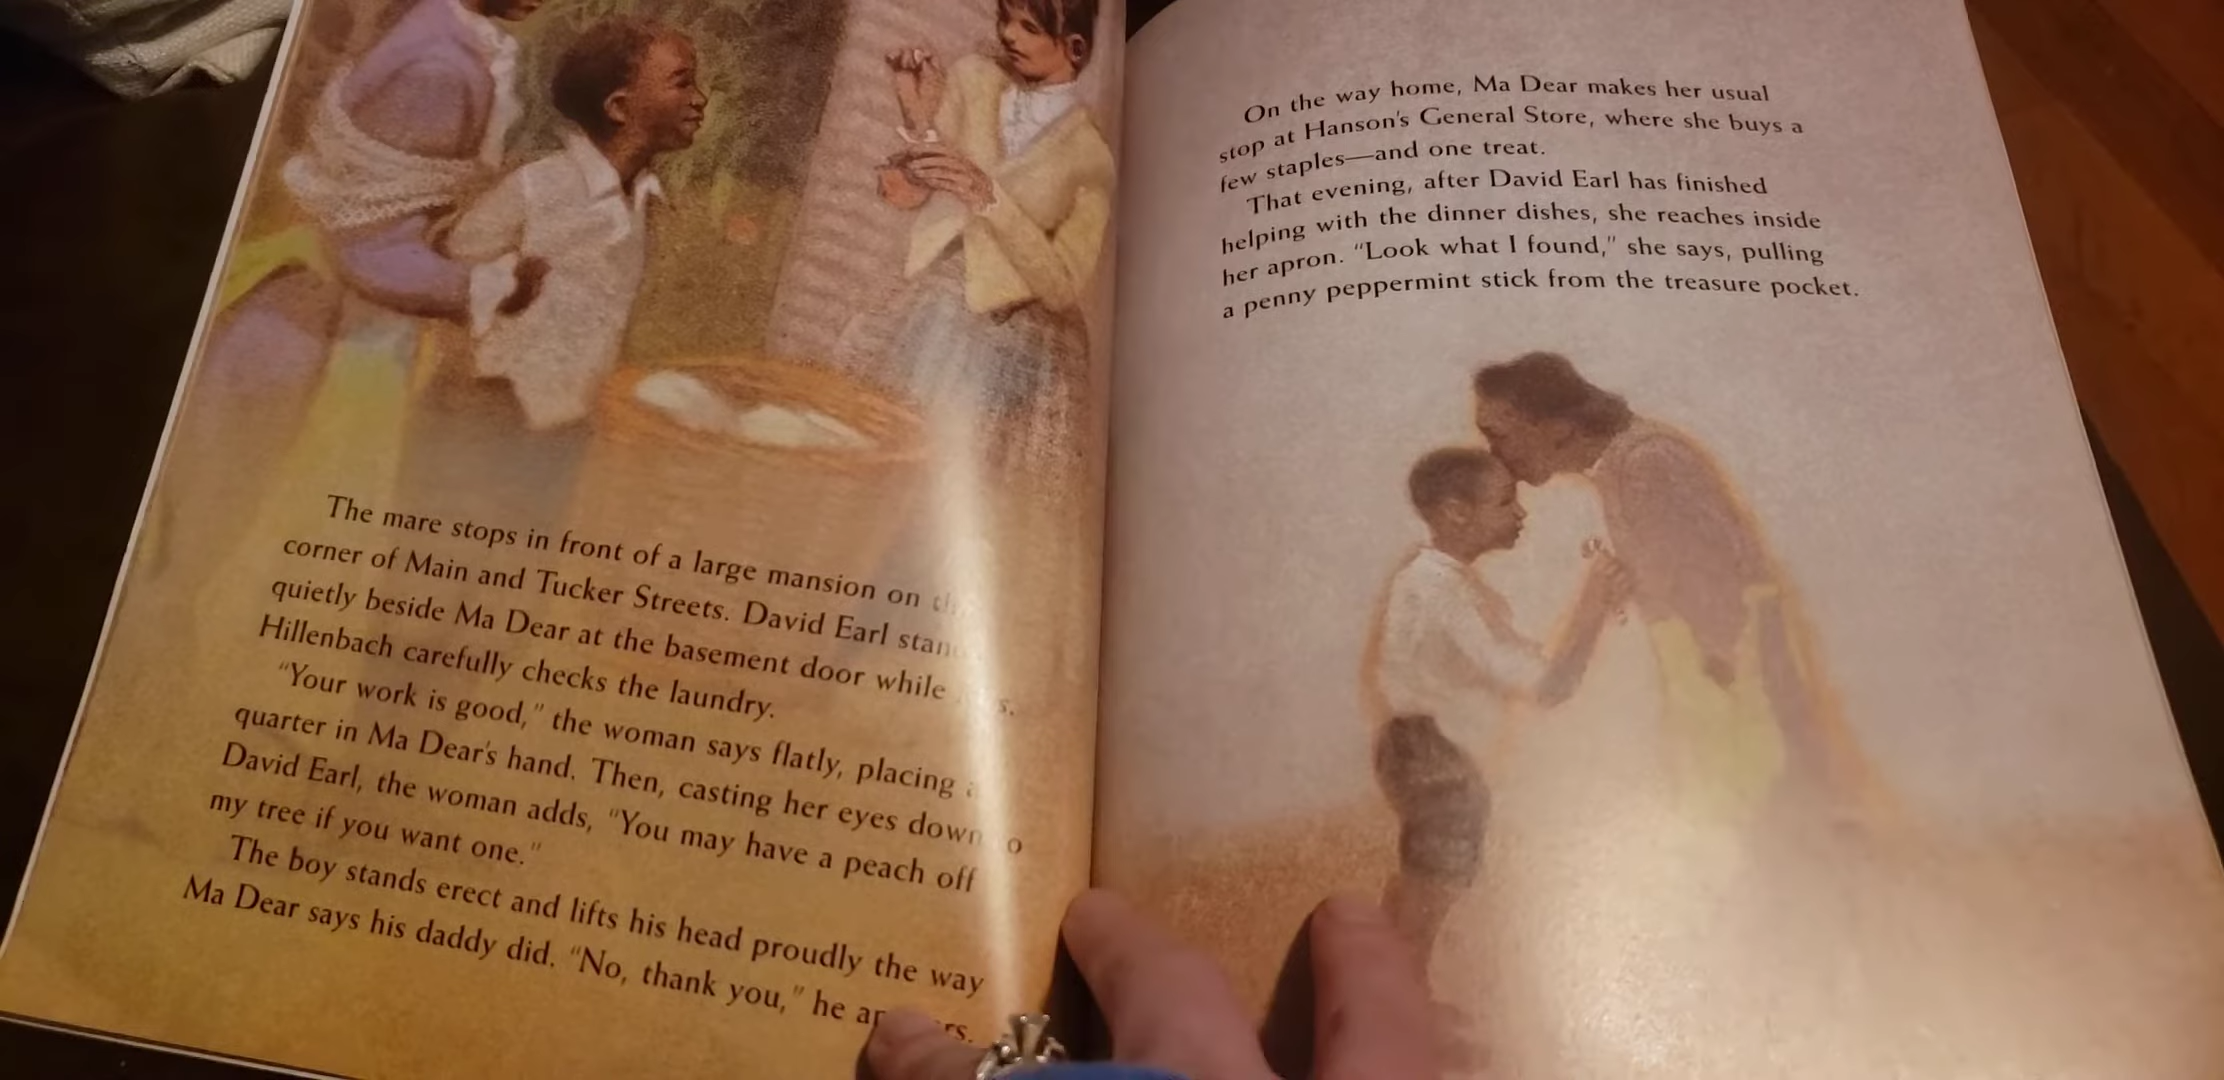 The mare stops in front of a large mansion on
corner of Main and Tucker Streets. David Earl
quietly beside Ma Dear at the basement door while
Hillenbach carefully checks the laundry.
“Your work is good,” the woman says flatly, placing
quarter in Ma Dear's hand. Then, casting her eyes down
David Earl, the woman adds, “You may have a peach off
my tree if you want one.”
The boy stands erect and lifts his head proudly the way
Ma Dear says his daddy did. “No, thank you,” he
On the way home, Ma Dear makes her usual
stop at Hanson's General Store, where she buys a
few staples—and one treat.
That evening, after David Earl has finished
helping with the dinner dishes, she reaches inside
her apron. “Look what I found,” she says, pulling
a penny peppermint stick from the treasure pocket.